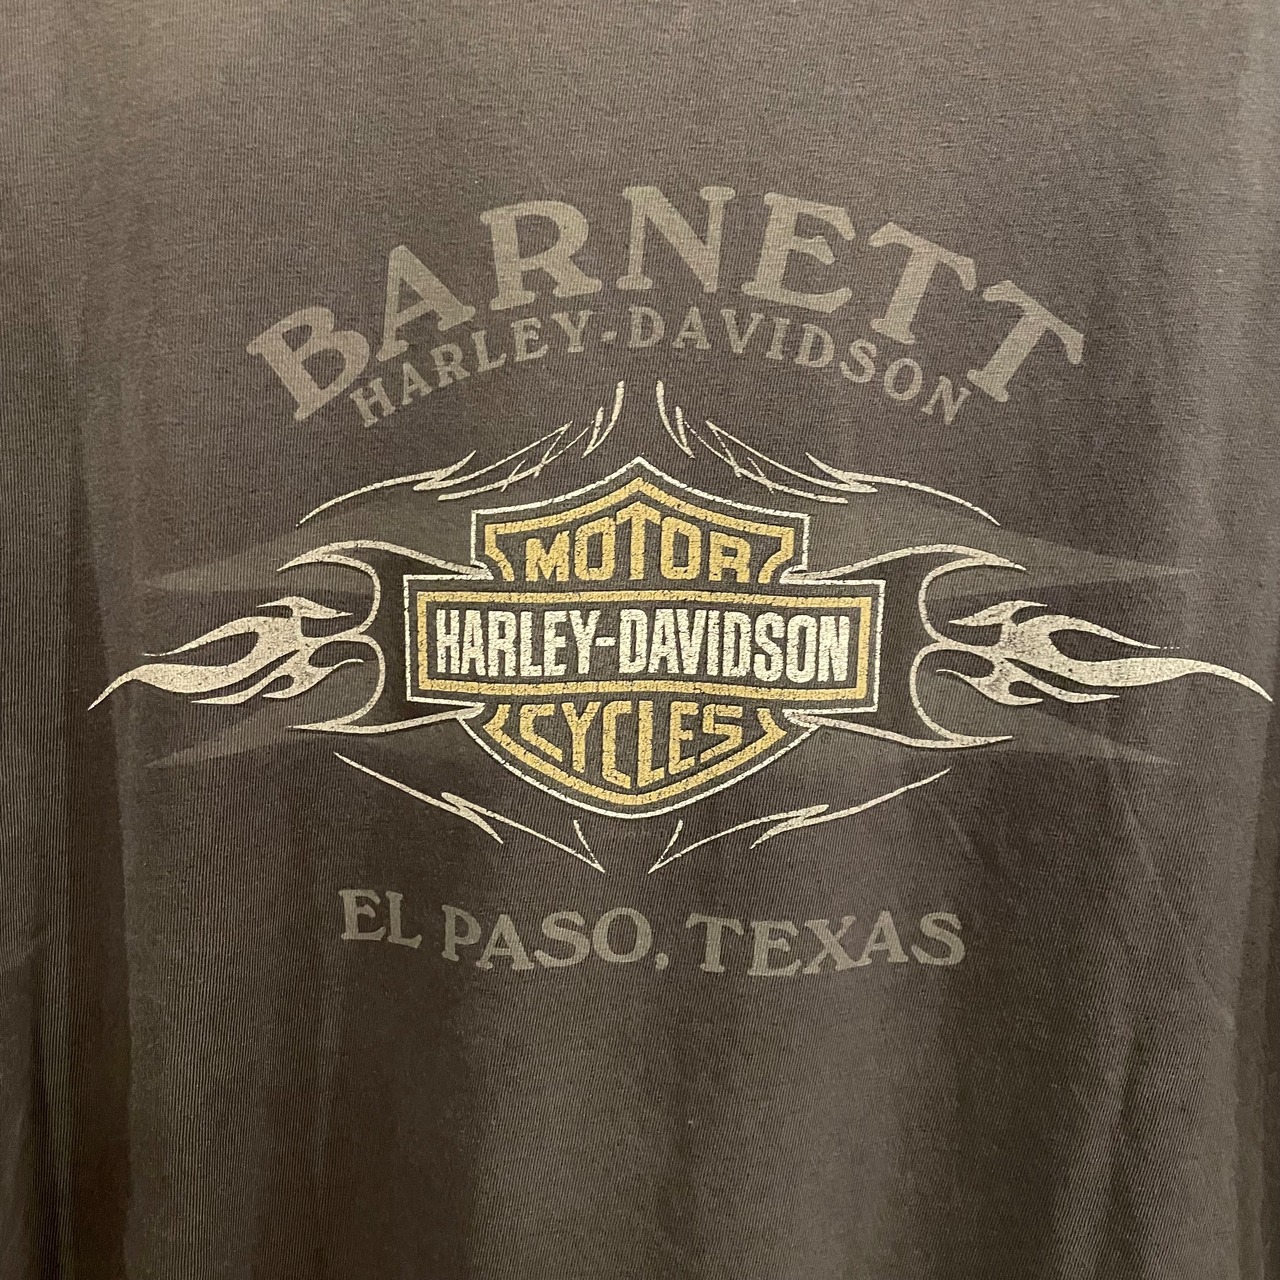 BARNETT
HARLEY-DAVIDSON
MOTOR
HARLEY-DAVIDSON
CYCLES
EL PASO, TEXAS